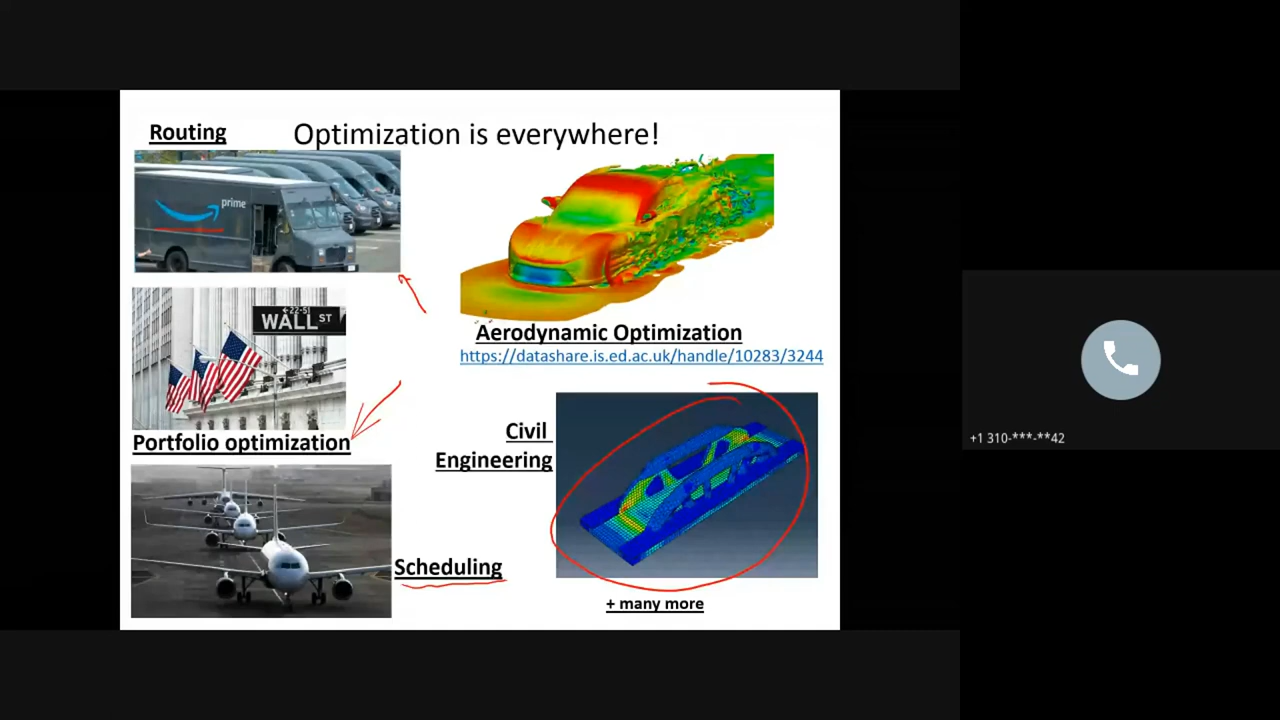 Routing
Optimization is everywhere!
prime
WALL ST
Aerodynamic Optimization
https://datashare.is.ed.ac.uk/handle/10283/3244
Portfolio optimization
Civil
Engineering
Scheduling
+ many more
+1 310-***-**42